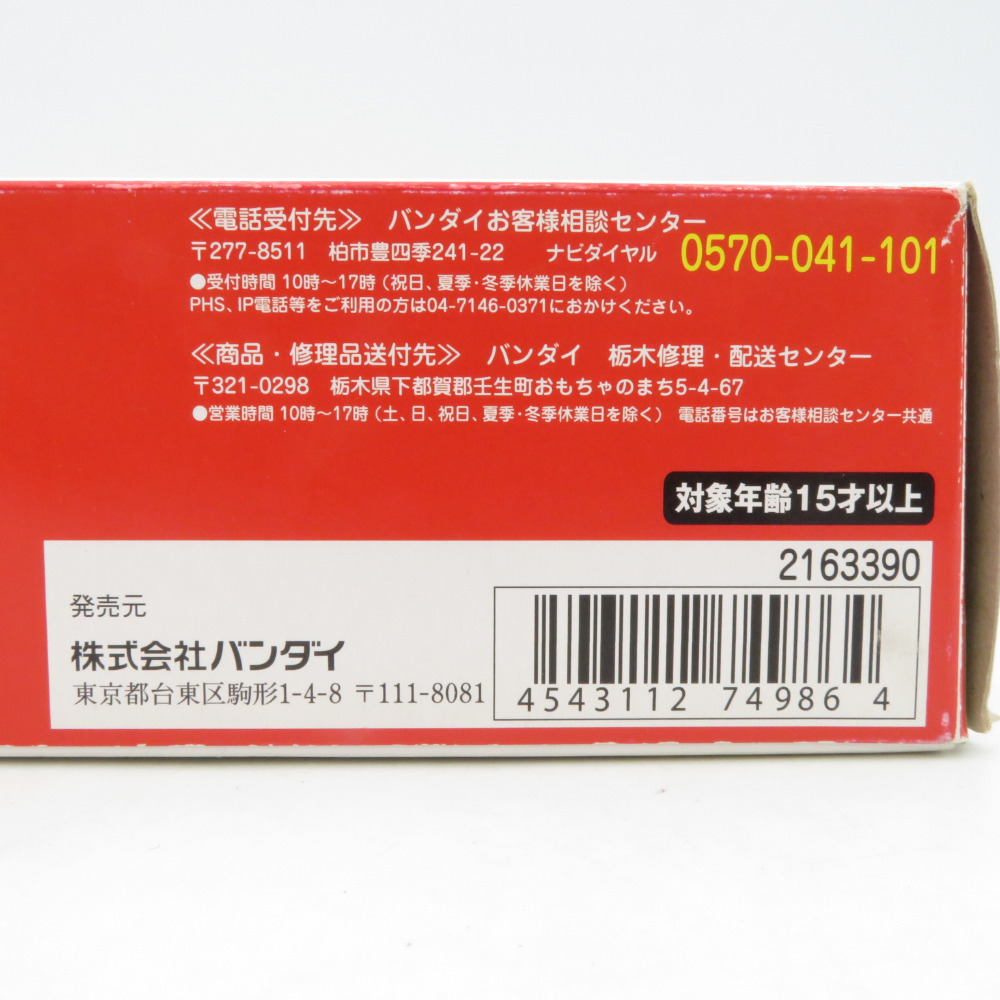 ≪電話受付先≫ バンダイお客様相談センター
〒277-8511 柏市豊四季241-22 ナビダイヤル 0570-041-101
●受付時間 10時～17時（祝日、夏季・冬季休業日を除く）
PHS、IP電話等をご利用の方は04-7146-0371におかけください。
≪商品・修理品送付先≫ バンダイ 栃木修理・配送センター
〒321-0298 栃木県下都賀郡壬生町おもちゃのまち5-4-67
●営業時間 10時～17時（土、日、祝日、夏季・冬季休業日を除く） 電話番号はお客様相談センター共通
対象年齢15才以上
2163390
発売元
株式会社バンダイ
東京都台東区駒形1-4-8 〒111-8081
4543112 74986 4